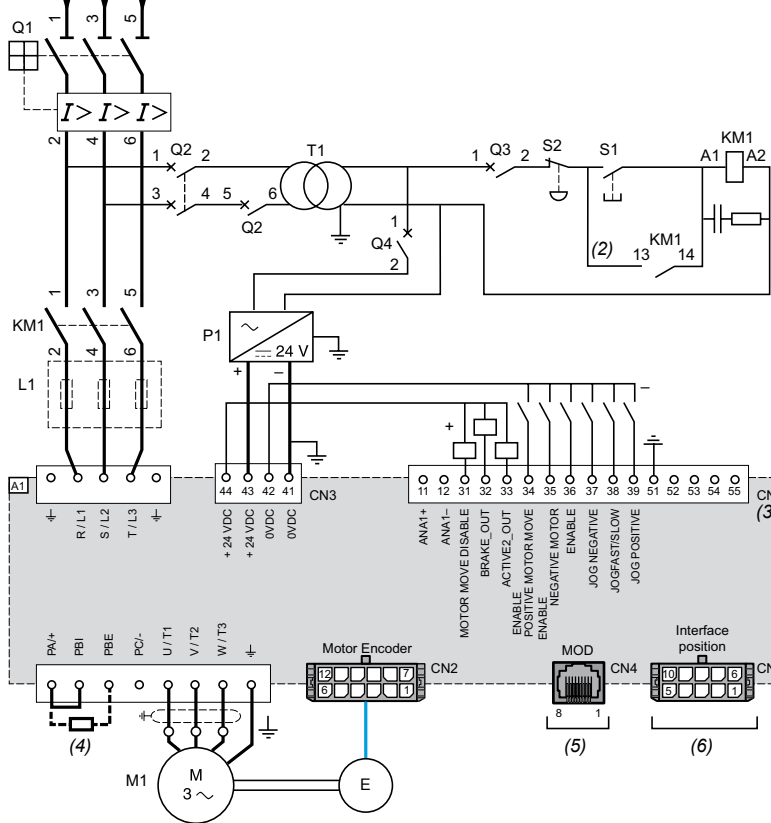 1 3 5
Q1
I> I> I>
2 4 6
1 Q2 2
T1
1 Q3 2
S2
S1
KM1
A1 A2
3 4 5 6
Q2
1
Q4
2
(2)
KM1
13 14
1 3 5
KM1
2 4 6
P1
24 V
+ −
L1
+
−
A1
44 43 42 41
CN3
11 12 31 32 33 34 35 36 37 38 39 51 52 53 54 55
CN
(3
R / L1
S / L2
T / L3
+ 24 VDC
+ 24 VDC
0VDC
0VDC
ANA1+
ANA1−
MOTOR MOVE DISABLE
BRAKE_OUT
ACTIVE2_OUT
ENABLE
POSITIVE MOTOR MOVE
ENABLE
NEGATIVE MOTOR
ENABLE
JOG NEGATIVE
JOGFAST/SLOW
JOG POSITIVE
PA/+
PBI
PBE
PC/-
U / T1
V / T2
W / T3
Motor Encoder
12 7
6 1
CN2
MOD
CN4
8 1
Interface
position
10 6
5 1
CN
(4)
(5)
(6)
M1
M
3 ~
E